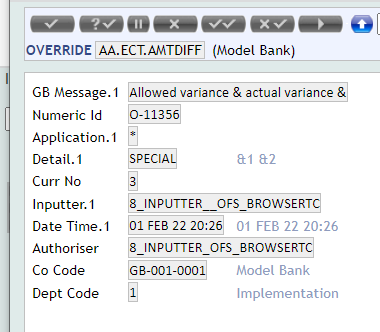 OVERRIDE AA.ECT.AMTDIFF (Model Bank)
GB Message.1 Allowed variance & actual variance &
Numeric Id O-11356
Application.1 *
Detail.1 SPECIAL &1 &2
Curr No 3
Inputter.1 8_INPUTTER__OFS_BROWSERTC
Date Time.1 01 FEB 22 20:26 01 FEB 22 20:26
Authoriser 8_INPUTTER_OFS_BROWSERTC
Co Code GB-001-0001 Model Bank
Dept Code 1 Implementation